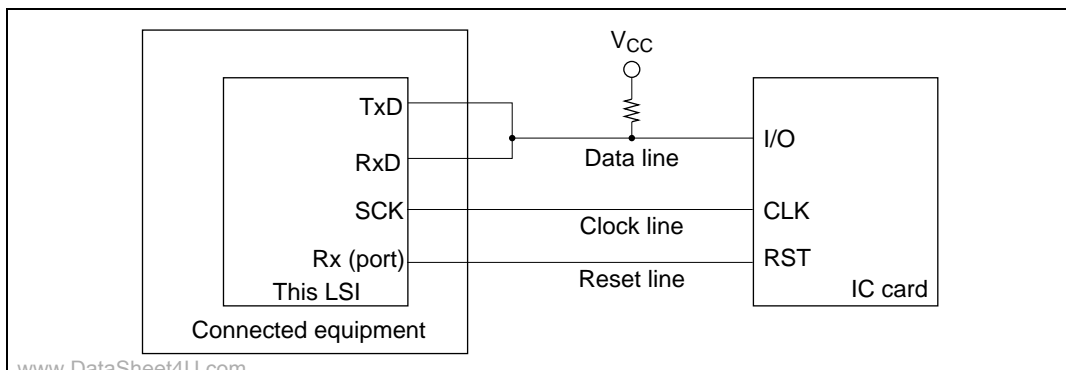 VCC
TxD
I/O
Data line
RxD
SCK
CLK
Clock line
Rx (port)
RST
Reset line
This LSI
IC card
Connected equipment
www.DataSheet4U.com